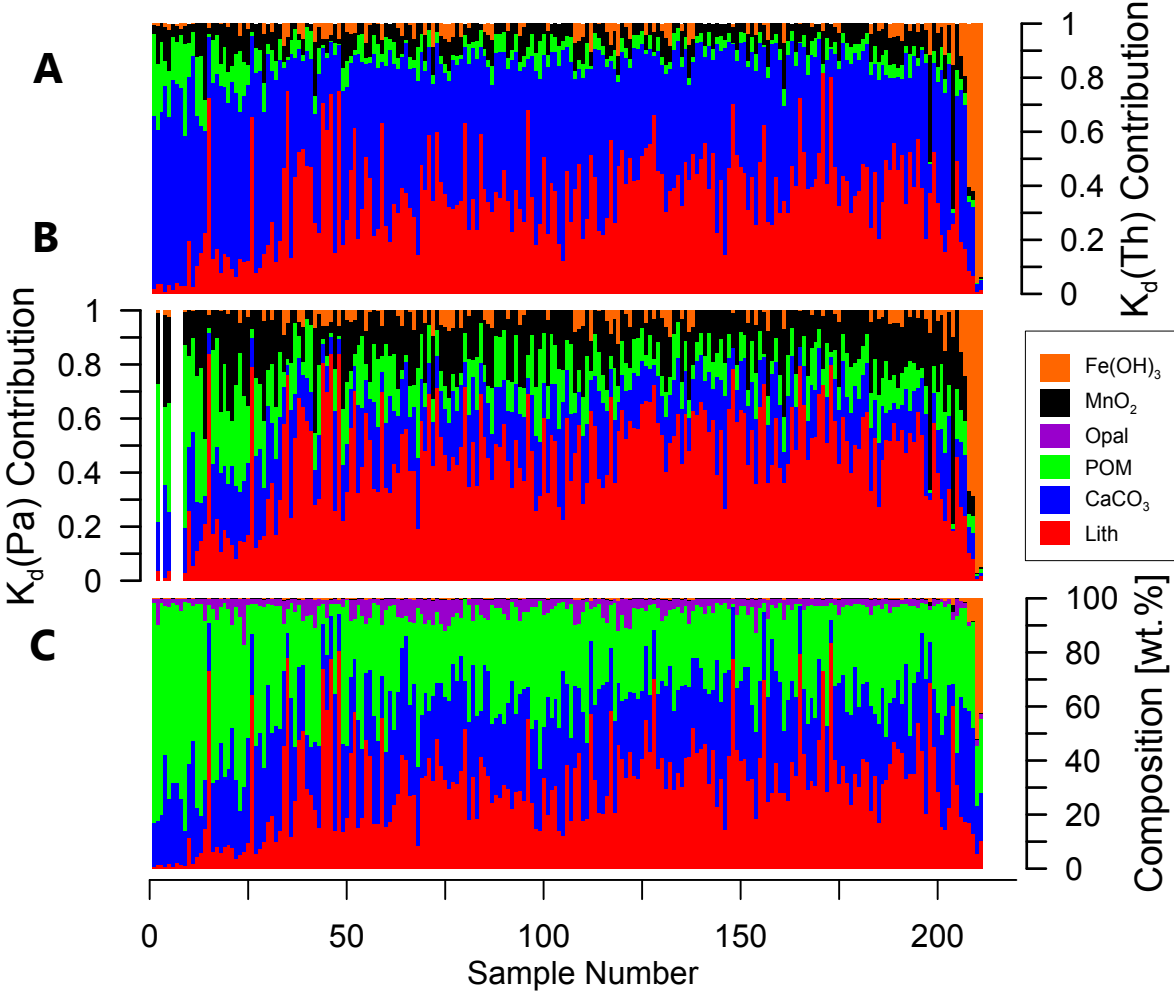 A
1
0.8
0.6
0.4
0.2
0
K_d(Th) Contribution
B
1
0.8
0.6
0.4
0.2
0
K_d(Pa) Contribution
Fe(OH)₃
MnO₂
Opal
POM
CaCO₃
Lith
C
100
80
60
40
20
0
Composition [wt. %]
0 50 100 150 200
Sample Number